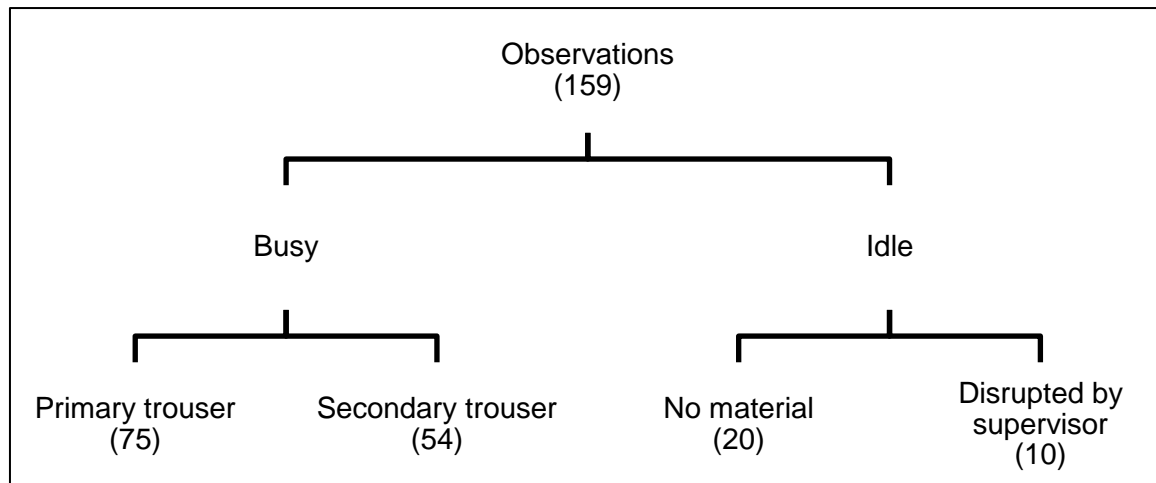 Observations
(159)
Busy
Idle
Primary trouser
(75)
Secondary trouser
(54)
No material
(20)
Disrupted by
supervisor
(10)